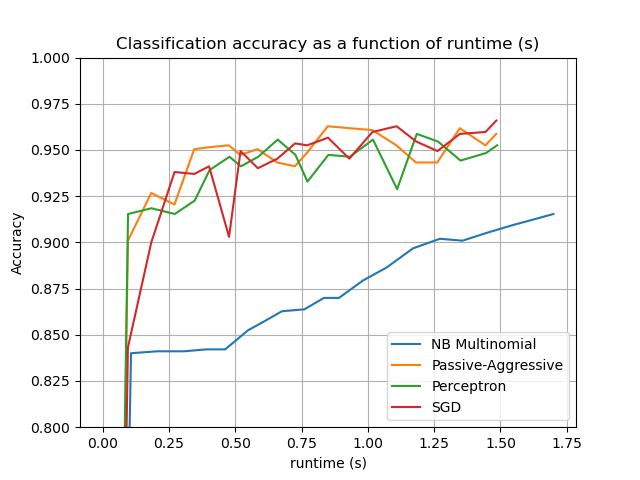 Classification accuracy as a function of runtime (s)
1.000
0.975
0.950
0.925
0.900
0.875
0.850
0.825
0.800
Accuracy
NB Multinomial
Passive-Aggressive
Perceptron
SGD
0.00 0.25 0.50 0.75 1.00 1.25 1.50 1.75
runtime (s)